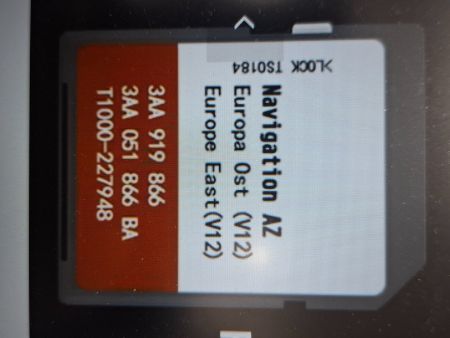 >LOCK TS0184
Navigation AZ
Europa Ost (V12)
Europe East(V12)
3AA 919 866
3AA 051 866 BA
T1000-227948